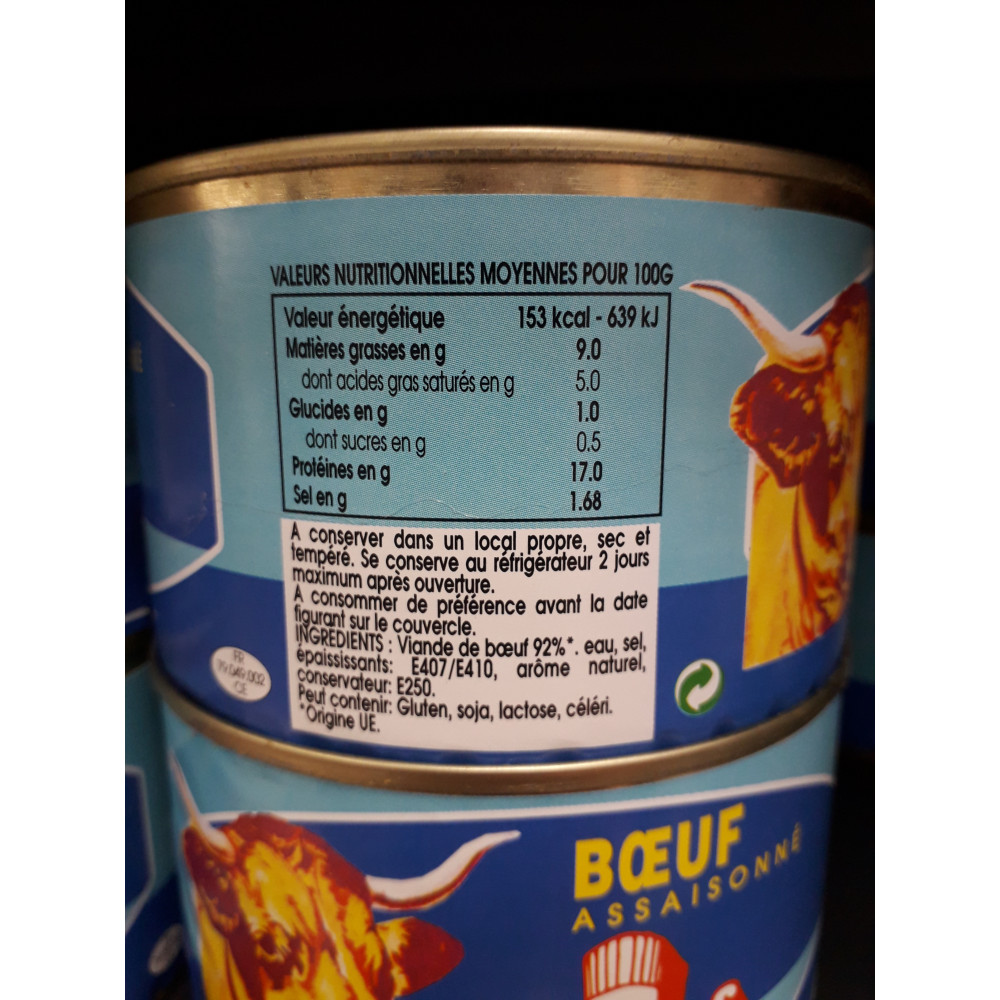 VALEURS NUTRITIONNELLES MOYENNES POUR 100G
Valeur énergétique 153 kcal - 639 kJ
Matières grasses en g 9.0
dont acides gras saturés en g 5.0
Glucides en g 1.0
dont sucres en g 0.5
Protéines en g 17.0
Sel en g 1.68
A conserver dans un local propre, sec et
tempéré. Se conserve au réfrigérateur 2 jours
maximum après ouverture.
A consommer de préférence avant la date
figurant sur le couvercle.
INGREDIENTS : Viande de bœuf 92%*. eau, sel,
épaississants: E407/E410, arôme naturel,
conservateur: E250.
Peut contenir: Gluten, soja, lactose, céléri.
*Origine UE.
FR
79.049.002
CE
BŒUF
ASSAISONNÉ